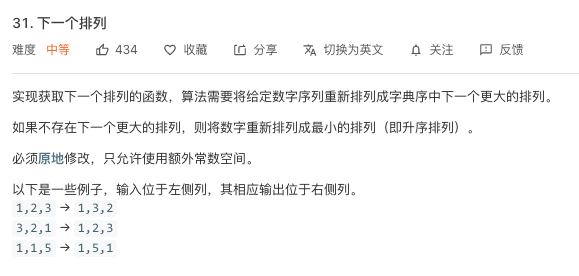 31. 下一个排列
难度 中等 434 收藏 分享 切换为英文 关注 反馈
实现获取下一个排列的函数，算法需要将给定数字序列重新排列成字典序中下一个更大的排列。
如果不存在下一个更大的排列，则将数字重新排列成最小的排列（即升序排列）。
必须原地修改，只允许使用额外常数空间。
以下是一些例子，输入位于左侧列，其相应输出位于右侧列。
1,2,3 → 1,3,2
3,2,1 → 1,2,3
1,1,5 → 1,5,1